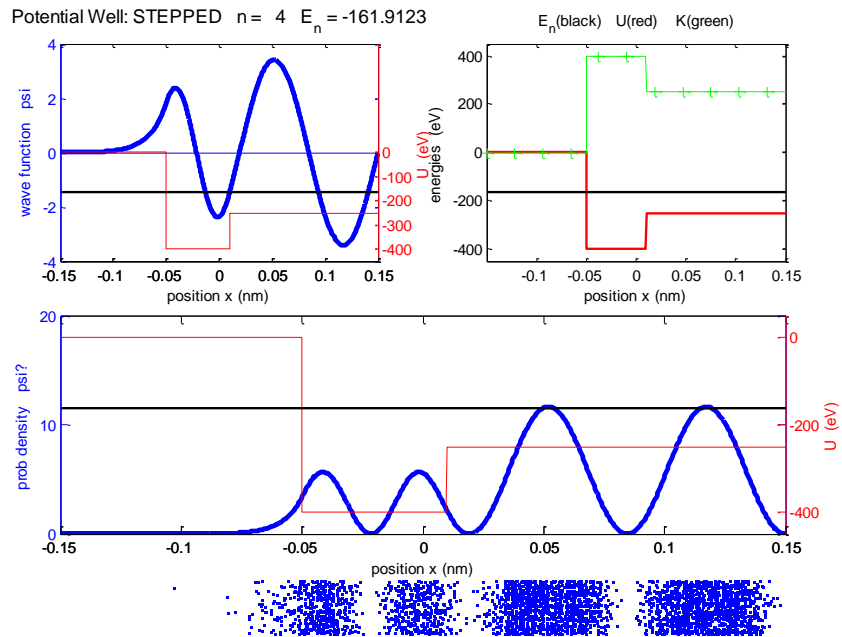 Potential Well: STEPPED n = 4 E_n = -161.9123
E_n(black) U(red) K(green)
wave function psi
4
2
0
-2
-4
0
-100
-200
-300
-400
U (eV)
-0.15 -0.1 -0.05 0 0.05 0.1 0.15
position x (nm)
energies (eV)
400
200
0
-200
-400
-0.1 -0.05 0 0.05 0.1 0.15
position x (nm)
prob density psi?
20
10
0
0
-200
-400
U (eV)
-0.15 -0.1 -0.05 0 0.05 0.1 0.15
position x (nm)